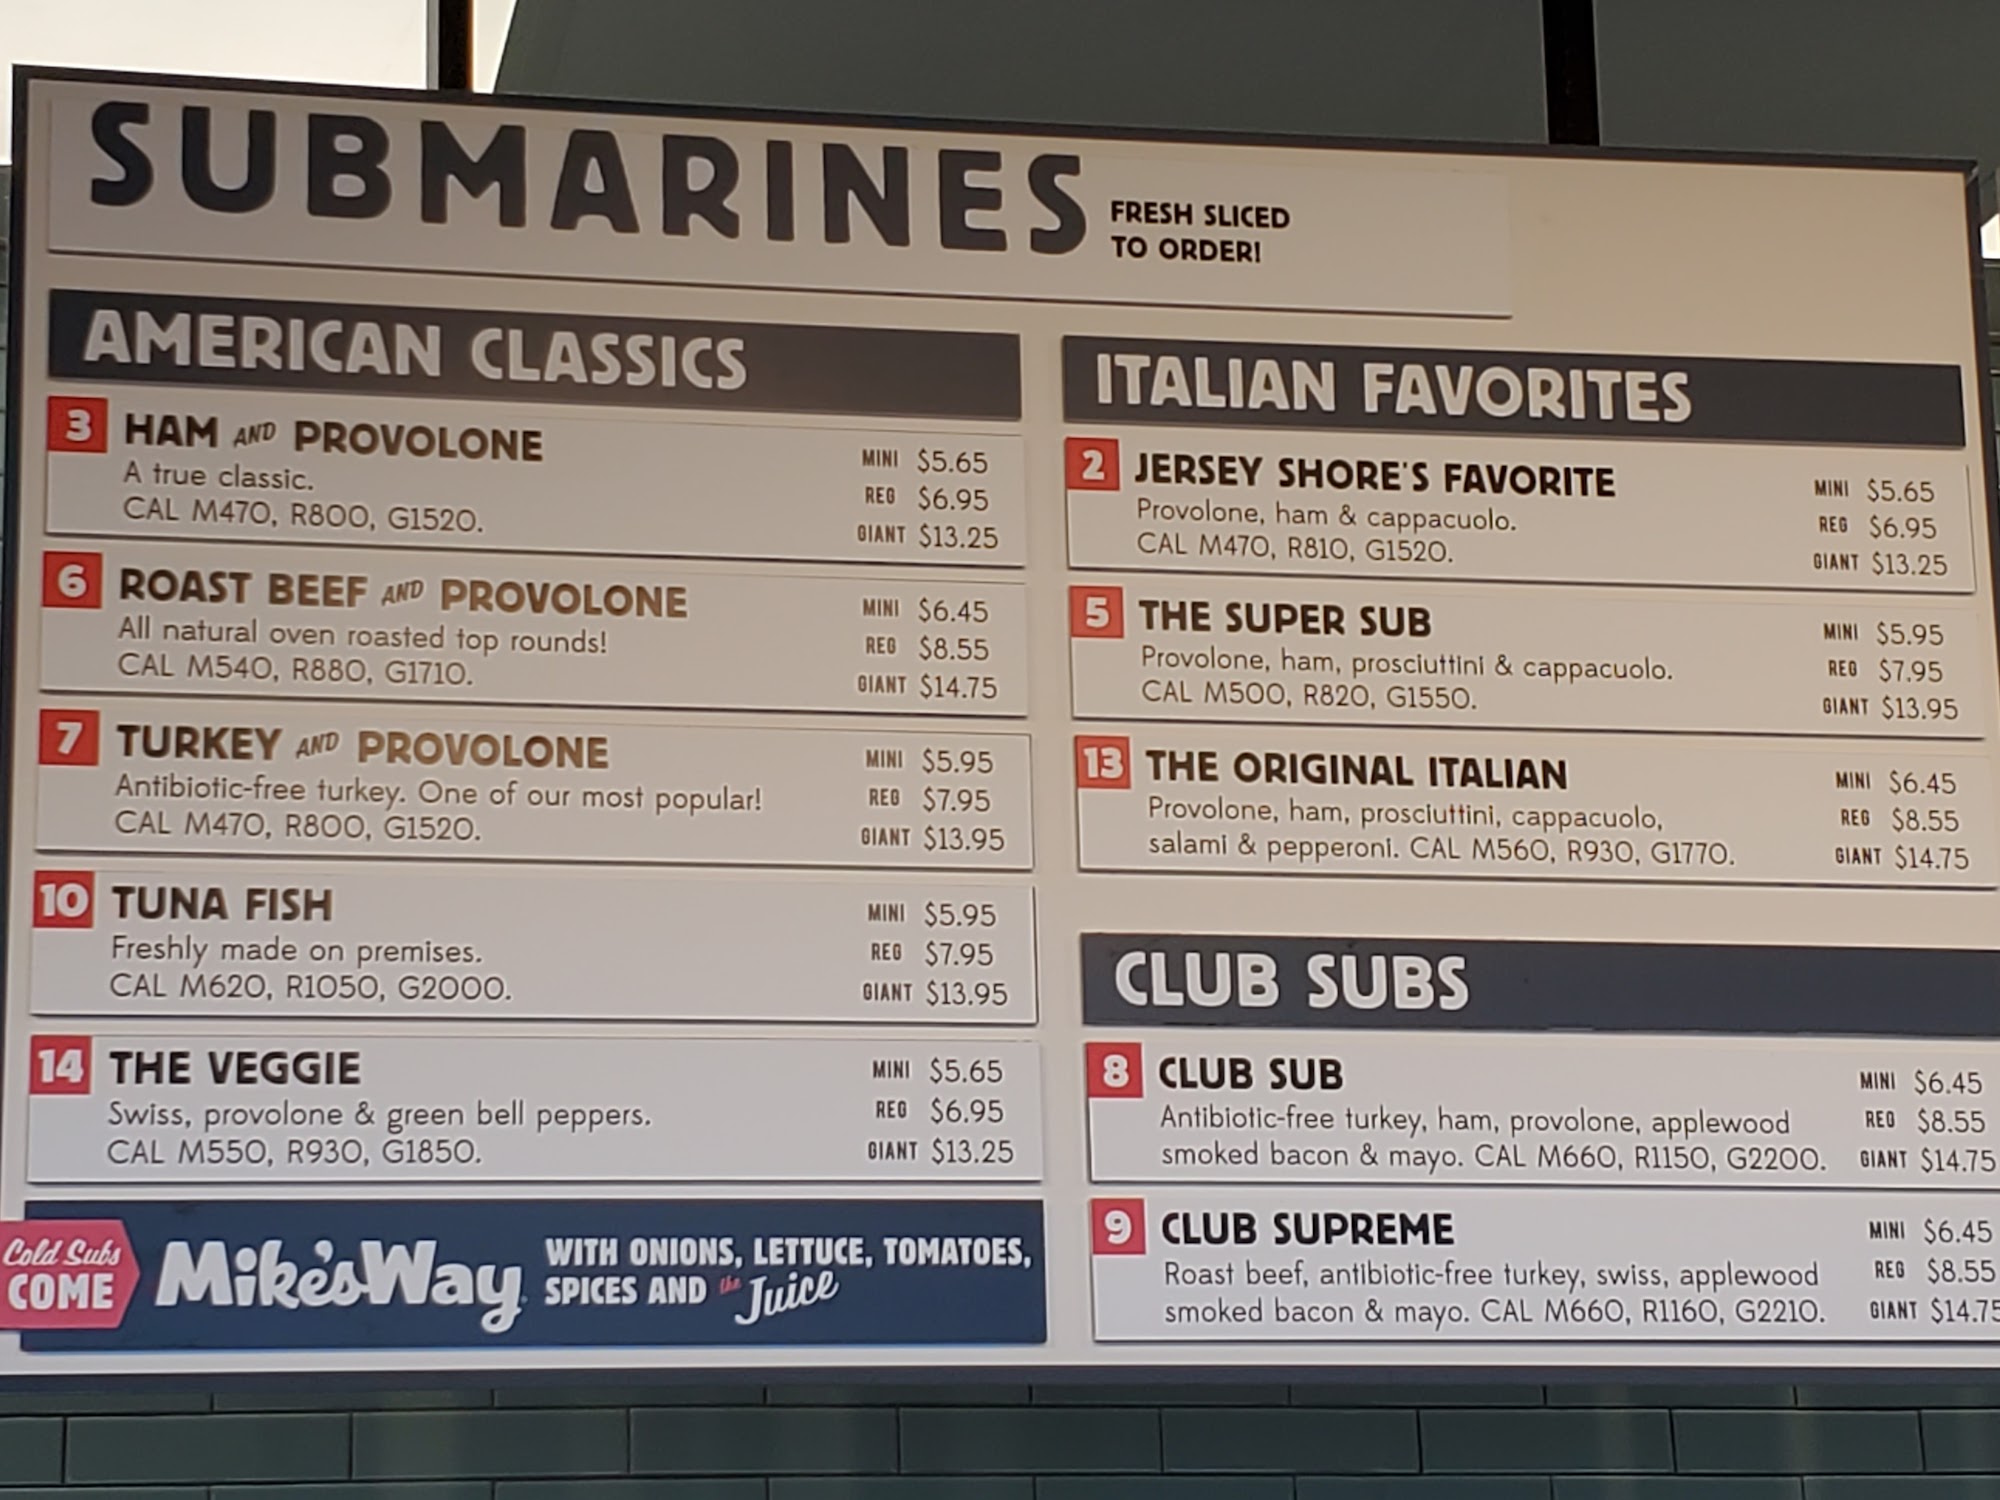 SUBMARINES
FRESH SLICED
TO ORDER!
AMERICAN CLASSICS
3 HAM AND PROVOLONE
A true classic.
CAL M470, R800, G1520.
MINI $5.65
REG $6.95
GIANT $13.25
6 ROAST BEEF AND PROVOLONE
All natural oven roasted top rounds!
CAL M540, R880, G1710.
MINI $6.45
REG $8.55
GIANT $14.75
7 TURKEY AND PROVOLONE
Antibiotic-free turkey. One of our most popular!
CAL M470, R800, G1520.
MINI $5.95
REG $7.95
GIANT $13.95
10 TUNA FISH
Freshly made on premises.
CAL M620, R1050, G2000.
MINI $5.95
REG $7.95
GIANT $13.95
14 THE VEGGIE
Swiss, provolone & green bell peppers.
CAL M550, R930, G1850.
MINI $5.65
REG $6.95
GIANT $13.25
Cold Subs
COME
Mike's Way
WITH ONIONS, LETTUCE, TOMATOES,
SPICES AND the Juice
ITALIAN FAVORITES
2 JERSEY SHORE'S FAVORITE
Provolone, ham & cappacuolo.
CAL M470, R810, G1520.
MINI $5.65
REG $6.95
GIANT $13.25
5 THE SUPER SUB
Provolone, ham, prosciuttini & cappacuolo.
CAL M500, R820, G1550.
MINI $5.95
REG $7.95
GIANT $13.95
13 THE ORIGINAL ITALIAN
Provolone, ham, prosciuttini, cappacuolo,
salami & pepperoni. CAL M560, R930, G1770.
MINI $6.45
REG $8.55
GIANT $14.75
CLUB SUBS
8 CLUB SUB
Antibiotic-free turkey, ham, provolone, applewood
smoked bacon & mayo. CAL M660, R1150, G2200.
MINI $6.45
REG $8.55
GIANT $14.75
9 CLUB SUPREME
Roast beef, antibiotic-free turkey, swiss, applewood
smoked bacon & mayo. CAL M660, R1160, G2210.
MINI $6.45
REG $8.55
GIANT $14.75